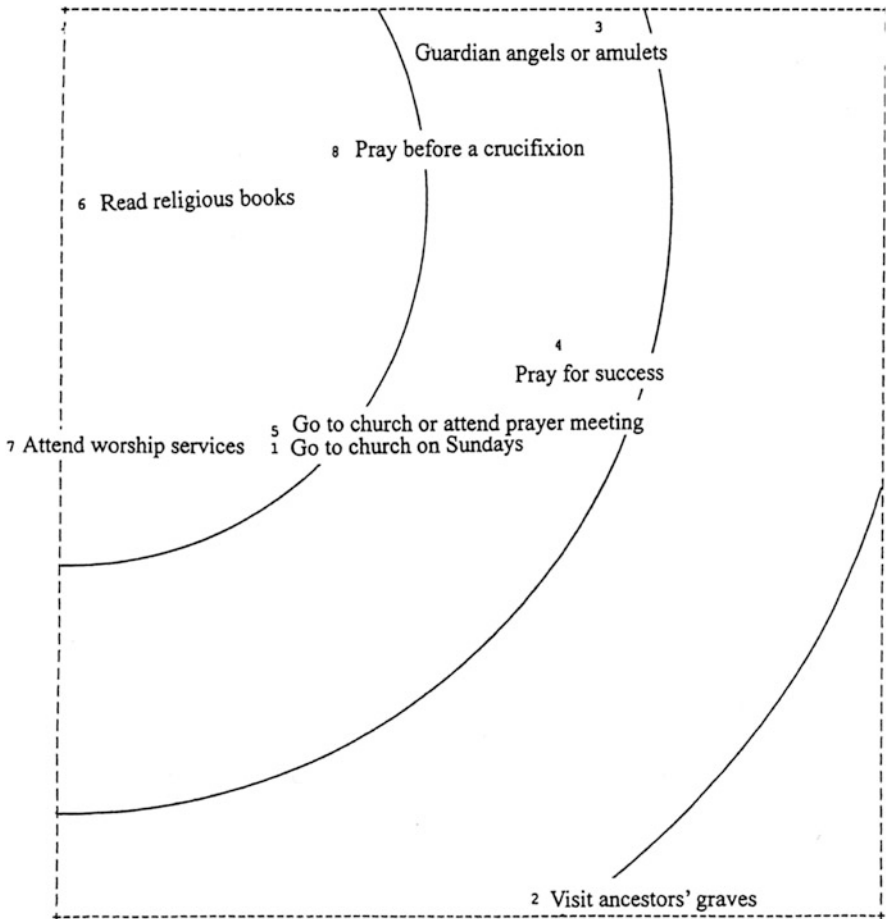 3
Guardian angels or amulets
8 Pray before a crucifixion
6 Read religious books
4
Pray for success
5 Go to church or attend prayer meeting
7 Attend worship services
1 Go to church on Sundays
2 Visit ancestors' graves